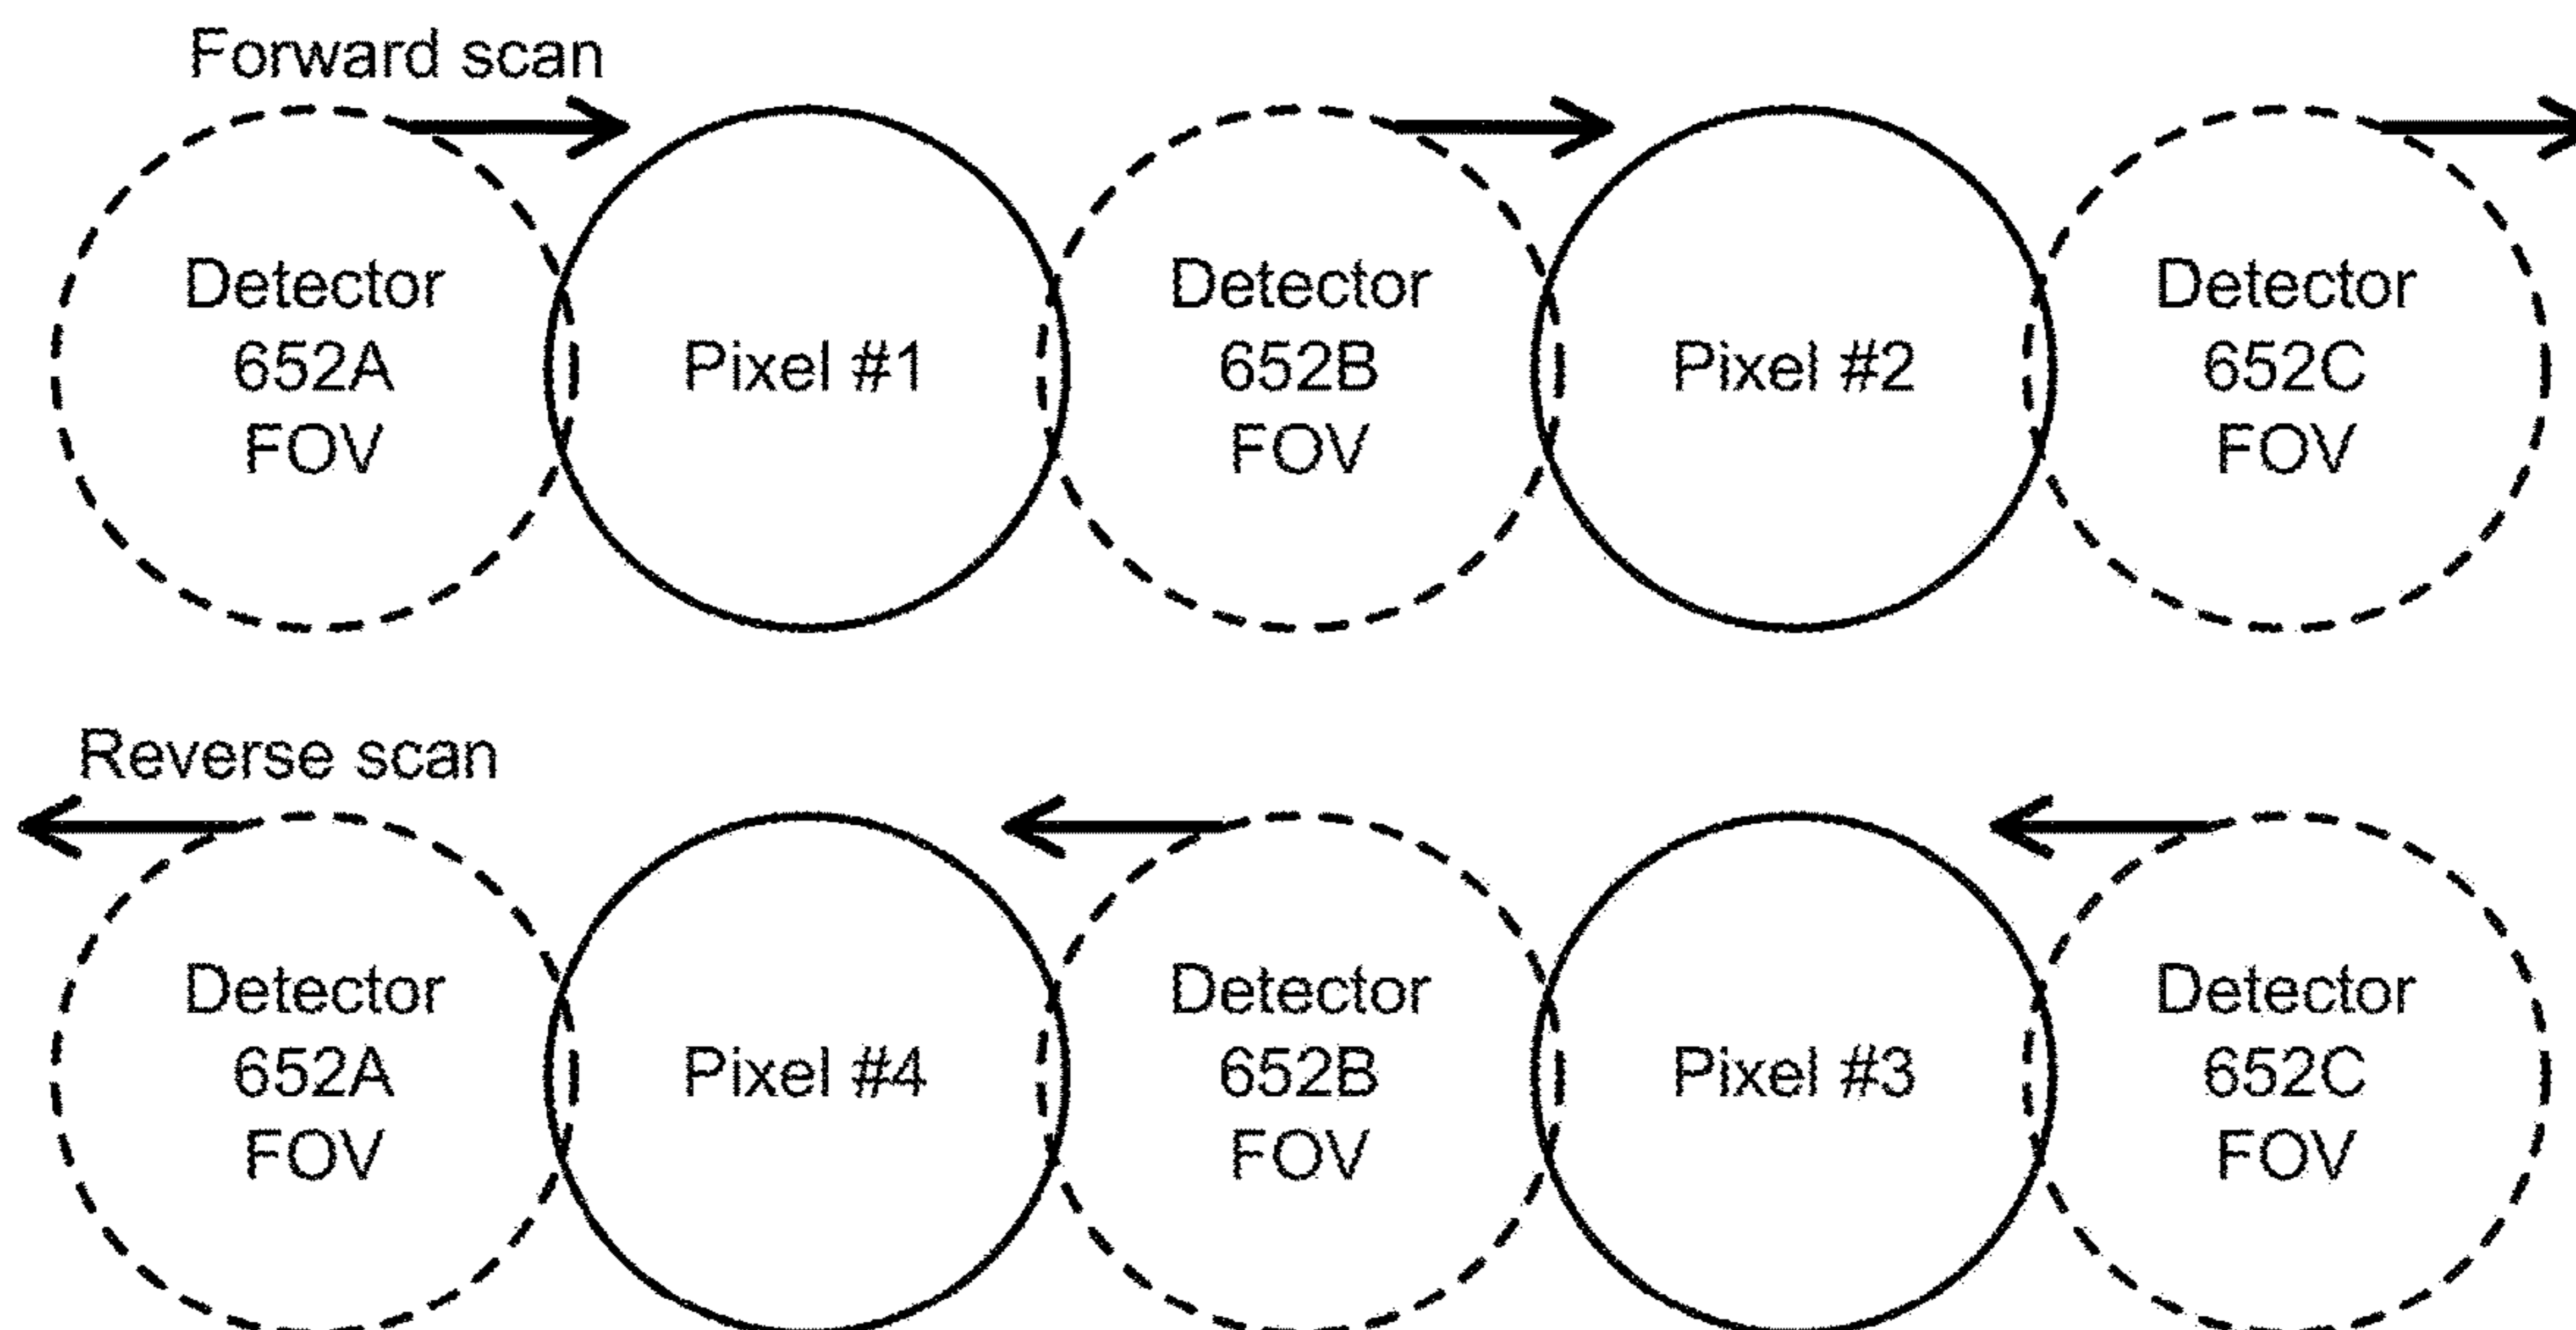 Forward scan
Detector
652A
FOV
Pixel #1
Detector
652B
FOV
Pixel #2
Detector
652C
FOV
Reverse scan
Detector
652A
FOV
Pixel #4
Detector
652B
FOV
Pixel #3
Detector
652C
FOV